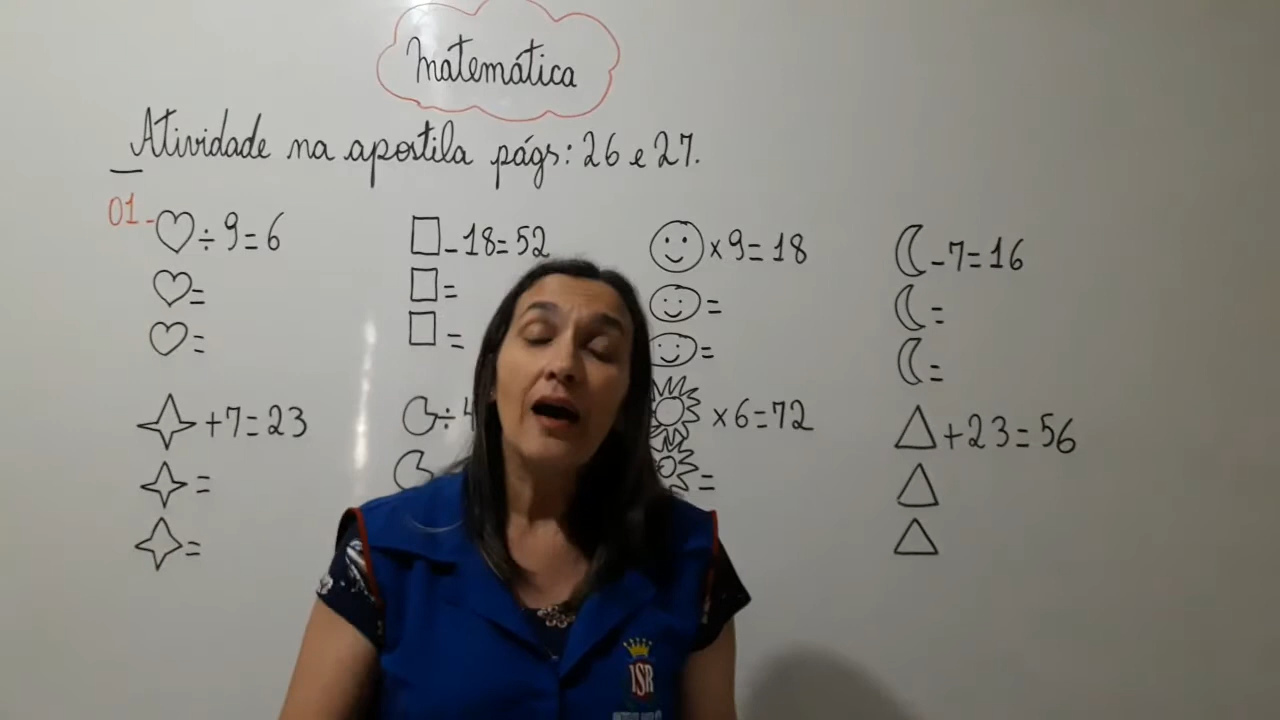 Matemática
Atividade na apostila págs: 26 e 27.
01- ÷ 9 = 6
- 18 = 52
x 9 = 18
- 7 = 16
=
=
=
=
=
=
=
=
+ 7 = 23
÷ 4
x 6 = 72
+ 23 = 56
=
=
=
ISR